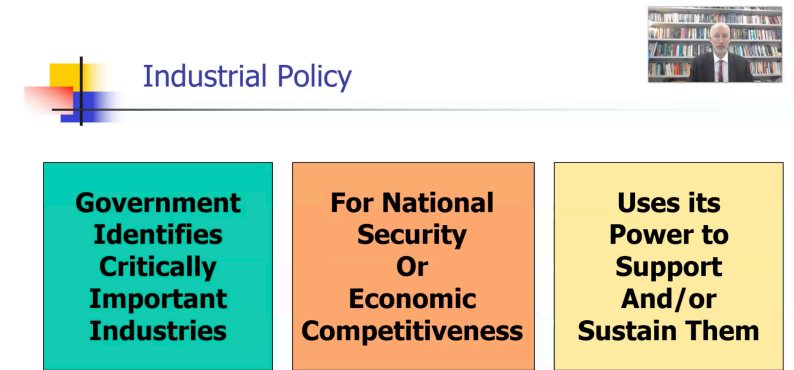 Industrial Policy
Government
Identifies
Critically
Important
Industries
For National
Security
Or
Economic
Competitiveness
Uses its
Power to
Support
And/or
Sustain Them